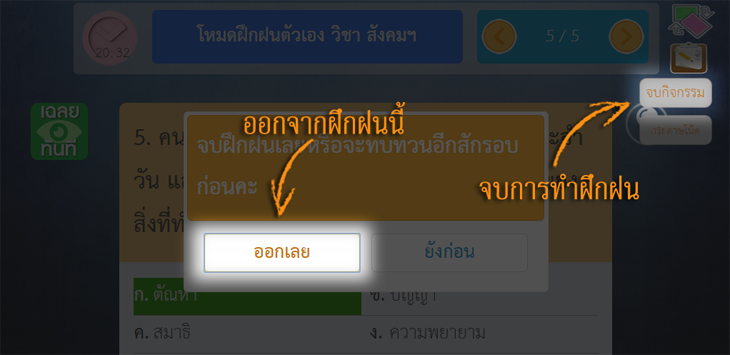 20:32
โหมดฝึกฝนตัวเอง วิชา สังคมฯ
5 / 5
จบกิจกรรม
กระดาษโน้ต
เฉลย
ทันที
ออกจากฝึกฝนนี้
จบการทำฝึกฝน
5. คน
จบฝึกฝนเลยหรือจะทบทวนอีกสักรอบ
ก่อนคะ
วัน แล
สิ่งที่ทำ
ออกเลย
ยังก่อน
ก. ตัณหา
ข. ปัญญา
ค. สมาธิ
ง. ความพยายาม